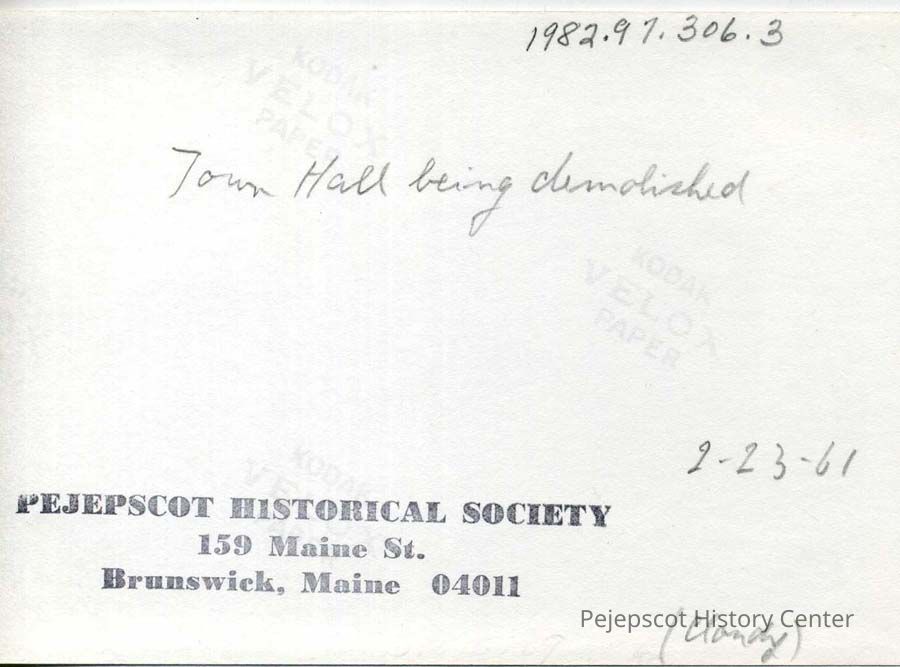 1982.97.306.3
KODAK
VELOX
PAPER
Town Hall being demolished
KODAK
VELOX
PAPER
2-23-61
KODAK
PEJEPSCOT HISTORICAL SOCIETY
159 Maine St.
Brunswick, Maine 04011
Pejepscot History Center